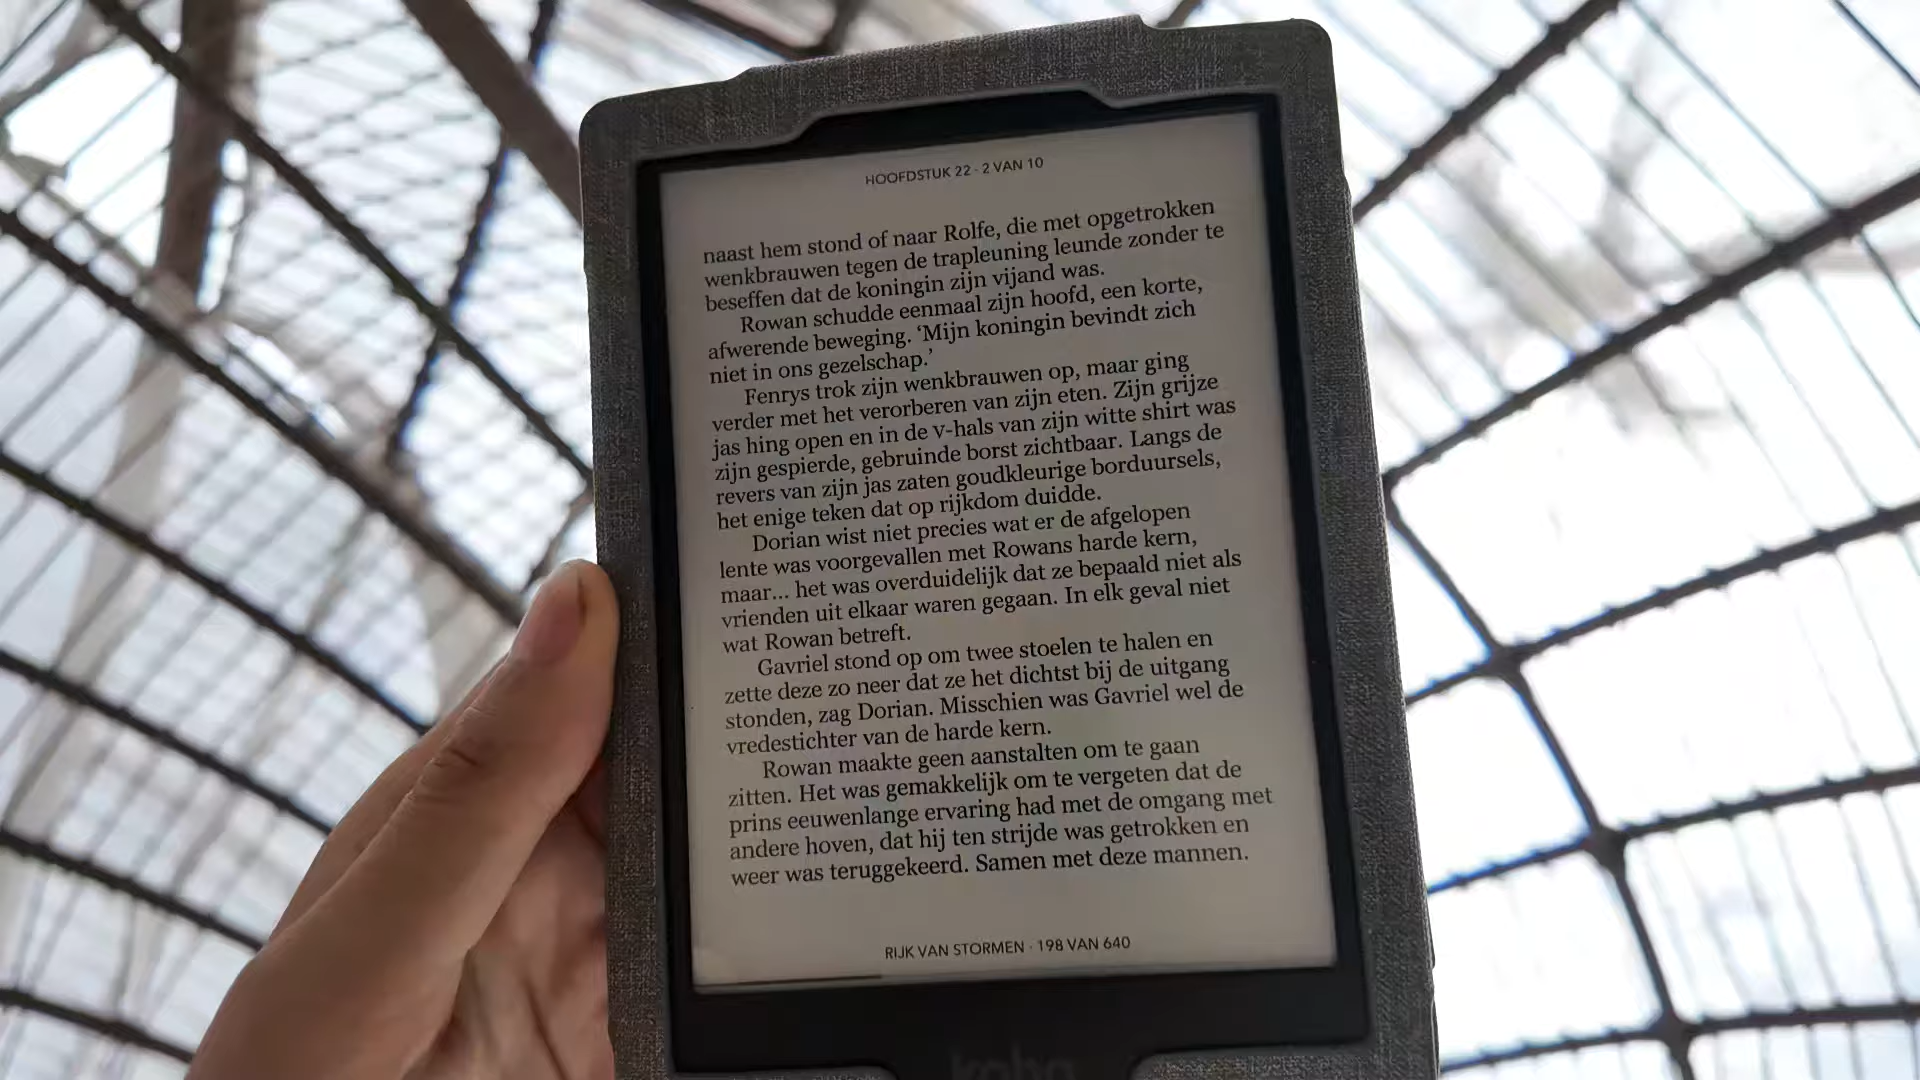 HOOFDSTUK 22 · 2 VAN 10
naast hem stond of naar Rolfe, die met opgetrokken
wenkbrauwen tegen de trapleuning leunde zonder te
beseffen dat de koningin zijn vijand was.
Rowan schudde eenmaal zijn hoofd, een korte,
afwerende beweging. ‘Mijn koningin bevindt zich
niet in ons gezelschap.’
Fenrys trok zijn wenkbrauwen op, maar ging
verder met het verorberen van zijn eten. Zijn grijze
jas hing open en in de v-hals van zijn witte shirt was
zijn gespierde, gebruinde borst zichtbaar. Langs de
revers van zijn jas zaten goudkleurige borduursels,
het enige teken dat op rijkdom duidde.
Dorian wist niet precies wat er de afgelopen
lente was voorgevallen met Rowans harde kern,
maar... het was overduidelijk dat ze bepaald niet als
vrienden uit elkaar waren gegaan. In elk geval niet
wat Rowan betreft.
Gavriel stond op om twee stoelen te halen en
zette deze zo neer dat ze het dichtst bij de uitgang
stonden, zag Dorian. Misschien was Gavriel wel de
vredestichter van de harde kern.
Rowan maakte geen aanstalten om te gaan
zitten. Het was gemakkelijk om te vergeten dat de
prins eeuwenlange ervaring had met de omgang met
andere hoven, dat hij ten strijde was getrokken en
weer was teruggekeerd. Samen met deze mannen.
RIJK VAN STORMEN · 198 VAN 640
kobo